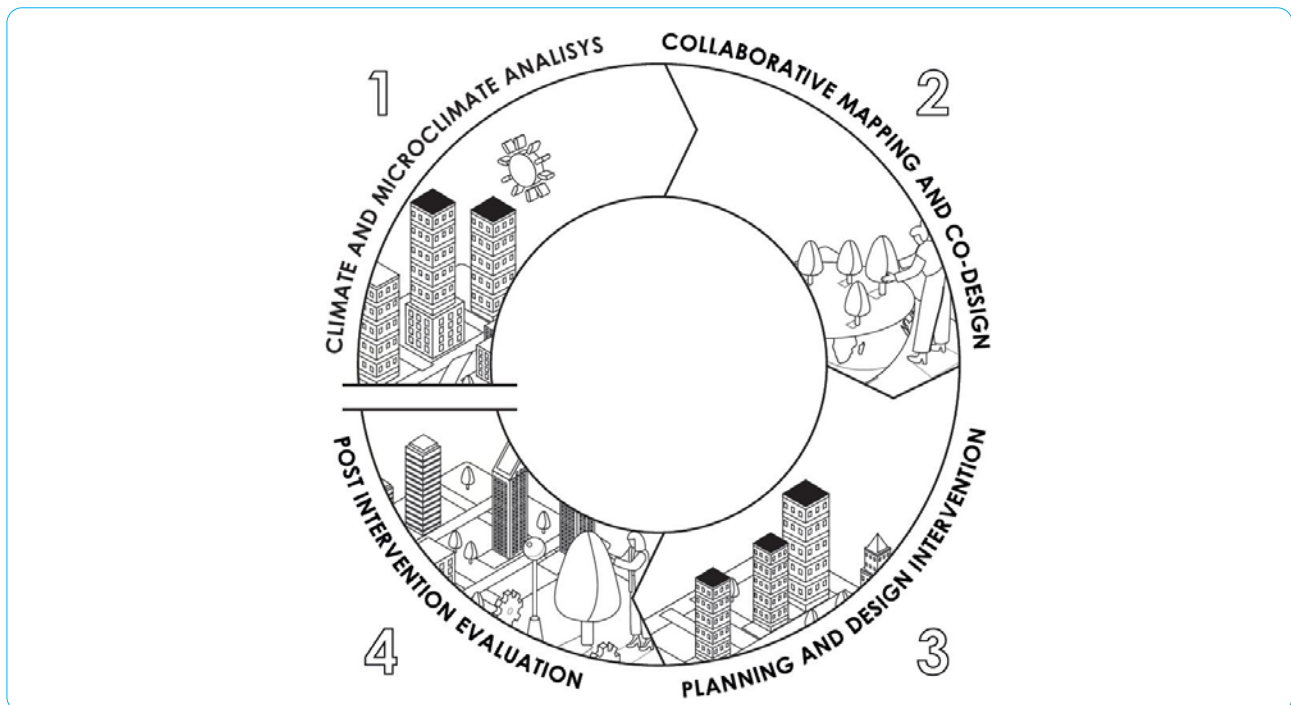 1
CLIMATE AND MICROCLIMATE ANALISYS
2
COLLABORATIVE MAPPING AND CO-DESIGN
3
PLANNING AND DESIGN INTERVENTION
4
POST INTERVENTION EVALUATION